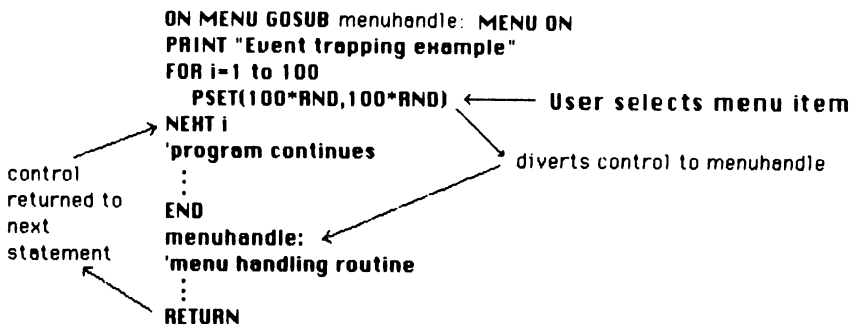 ON MENU GOSUB menuhandle: MENU ON
PRINT "Event trapping example"
FOR i=1 to 100
PSET(100*RND,100*RND)
User selects menu item
NEXT i
'program continues
diverts control to menuhandle
control
returned to
next
statement
⋮
END
menuhandle:
'menu handling routine
⋮
RETURN